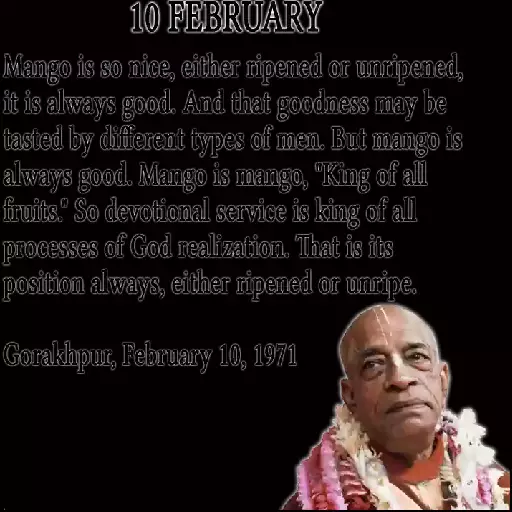 10 FEBRUARY
Mango is so nice, either ripened or unripened,
it is always good. And that goodness may be
tasted by different types of men. But mango is
always good. Mango is mango, "King of all
fruits." So devotional service is king of all
processes of God realization. That is its
position always, either ripened or unripe.
Gorakhpur, February 10, 1971